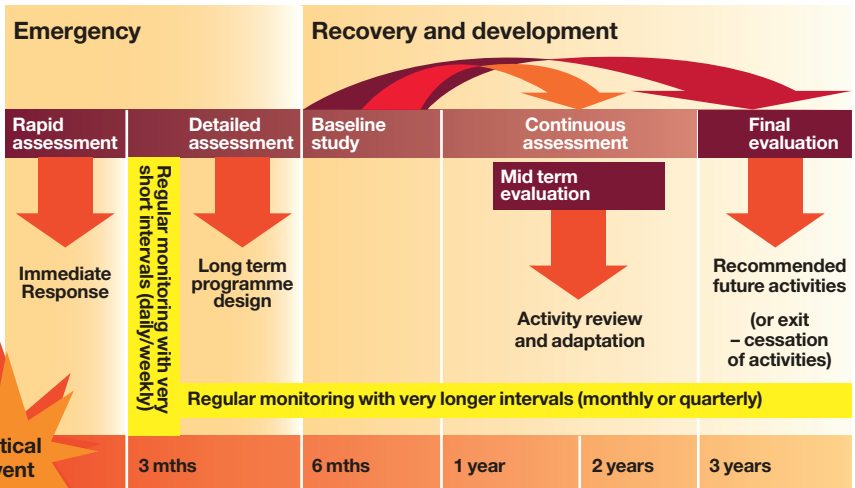 Emergency
Recovery and development
Rapid
assessment
Detailed
assessment
Baseline
study
Continuous
assessment
Final
evaluation
Mid term
evaluation
Immediate
Response
Regular monitoring with very
short intervals (daily/weekly)
Long term
programme
design
Activity review
and adaptation
Recommended
future activities
(or exit
– cessation
of activities)
Regular monitoring with very longer intervals (monthly or quarterly)
3 mths
6 mths
1 year
2 years
3 years